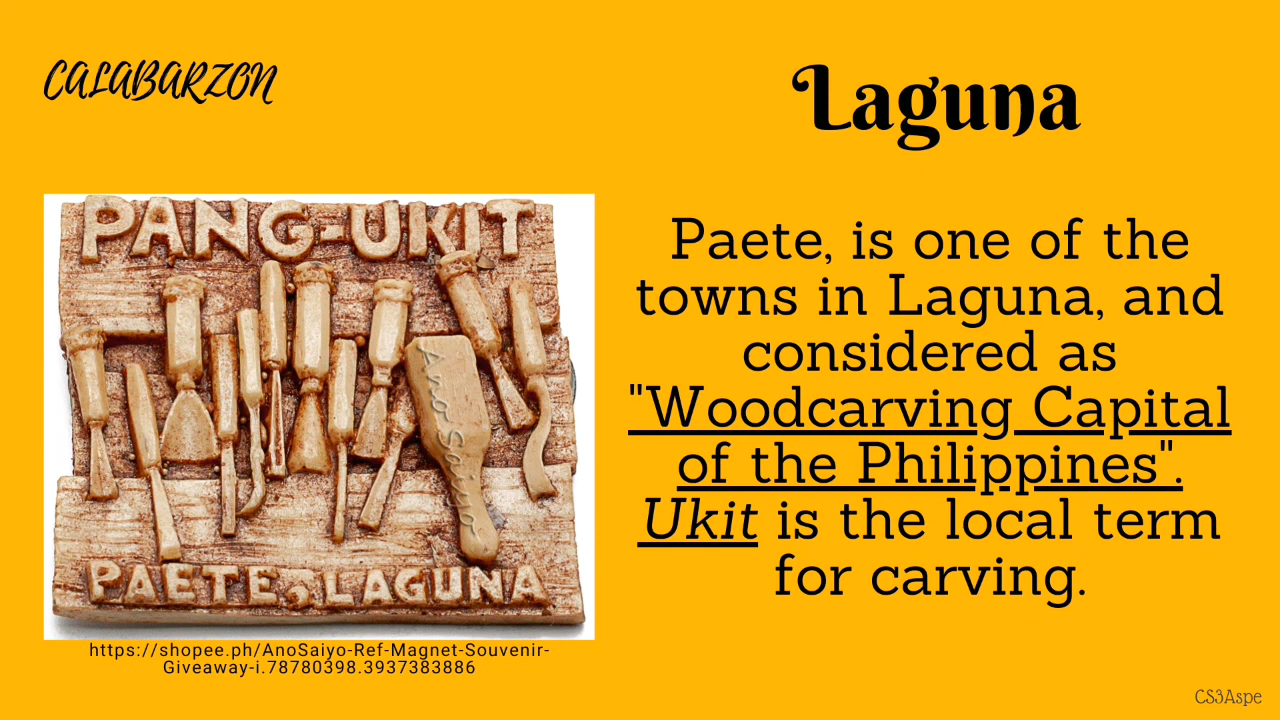 CALABARZON
Laguna
PANG-UKIT
AnoSaiyo
PAETE, LAGUNA
https://shopee.ph/AnoSaiyo-Ref-Magnet-Souvenir-
Giveaway-i.78780398.3937383886
Paete, is one of the
towns in Laguna, and
considered as
"Woodcarving Capital
of the Philippines".
Ukit is the local term
for carving.
CS3Aspe